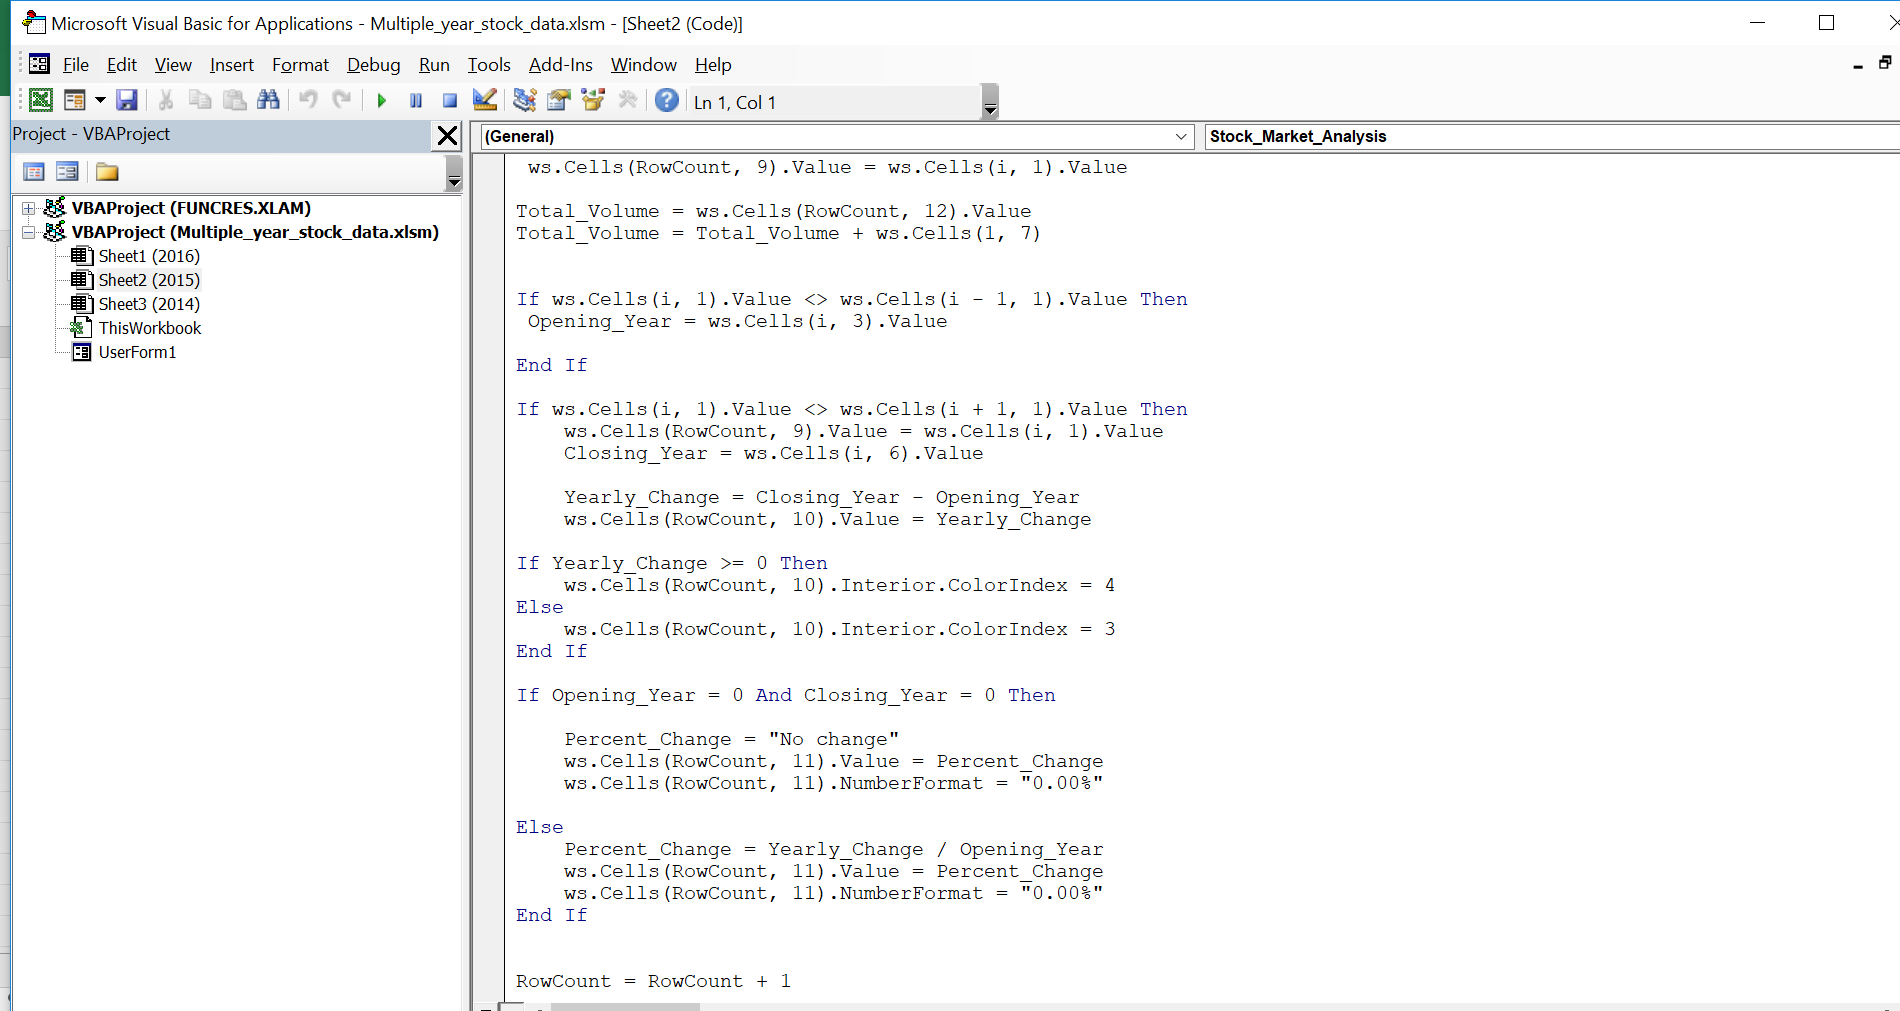 Microsoft Visual Basic for Applications - Multiple_year_stock_data.xlsm - [Sheet2 (Code)]
File Edit View Insert Format Debug Run Tools Add-Ins Window Help
Ln 1, Col 1
Project - VBAProject
VBAProject (FUNCRES.XLAM)
VBAProject (Multiple_year_stock_data.xlsm)
Sheet1 (2016)
Sheet2 (2015)
Sheet3 (2014)
ThisWorkbook
UserForm1
(General)
Stock_Market_Analysis
ws.Cells(RowCount, 9).Value = ws.Cells(i, 1).Value
Total_Volume = ws.Cells(RowCount, 12).Value
Total_Volume = Total_Volume + ws.Cells(1, 7)
If ws.Cells(i, 1).Value <> ws.Cells(i - 1, 1).Value Then
Opening_Year = ws.Cells(i, 3).Value
End If
If ws.Cells(i, 1).Value <> ws.Cells(i + 1, 1).Value Then
ws.Cells(RowCount, 9).Value = ws.Cells(i, 1).Value
Closing_Year = ws.Cells(i, 6).Value
Yearly_Change = Closing_Year - Opening_Year
ws.Cells(RowCount, 10).Value = Yearly_Change
If Yearly_Change >= 0 Then
ws.Cells(RowCount, 10).Interior.ColorIndex = 4
Else
ws.Cells(RowCount, 10).Interior.ColorIndex = 3
End If
If Opening_Year = 0 And Closing_Year = 0 Then
Percent_Change = "No change"
ws.Cells(RowCount, 11).Value = Percent_Change
ws.Cells(RowCount, 11).NumberFormat = "0.00%"
Else
Percent_Change = Yearly_Change / Opening_Year
ws.Cells(RowCount, 11).Value = Percent_Change
ws.Cells(RowCount, 11).NumberFormat = "0.00%"
End If
RowCount = RowCount + 1